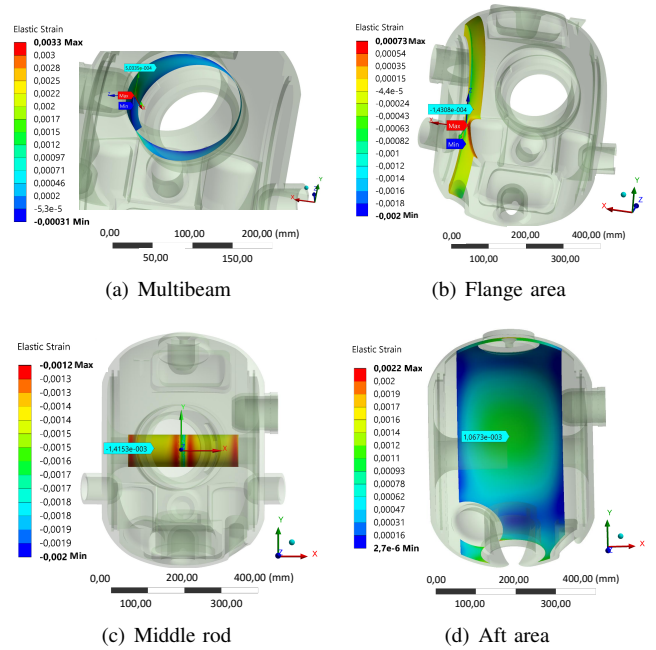 Elastic Strain
0,0033 Max
0,003
0,0028
0,0025
0,0022
0,002
0,0017
0,0015
0,0012
0,00097
0,00071
0,00046
0,0002
-5,3e-5
-0,00031 Min
Max
Min
Y
Z
X
0,00 100,00 200,00 (mm)
50,00 150,00
(a) Multibeam
Elastic Strain
0,00073 Max
0,00054
0,00035
0,00015
-4,4e-5
-0,00024
-0,00043
-0,00063
-0,00082
-0,001
-0,0012
-0,0014
-0,0016
-0,0018
-0,002 Min
-1,4308e-004
Max
Min
Y
X
Z
0,00 200,00 400,00 (mm)
100,00 300,00
(b) Flange area
Elastic Strain
-0,0012 Max
-0,0013
-0,0013
-0,0014
-0,0014
-0,0015
-0,0015
-0,0016
-0,0016
-0,0017
-0,0018
-0,0018
-0,0019
-0,0019
-0,002 Min
-1,4153e-003
Y
X
Z
X
0,00 200,00 400,00 (mm)
100,00 300,00
(c) Middle rod
Elastic Strain
0,0022 Max
0,002
0,0019
0,0017
0,0016
0,0014
0,0012
0,0011
0,00093
0,00078
0,00062
0,00047
0,00031
0,00016
2,7e-6 Min
1,0673e-003
Y
Z
X
0,00 200,00 400,00 (mm)
100,00 300,00
(d) Aft area